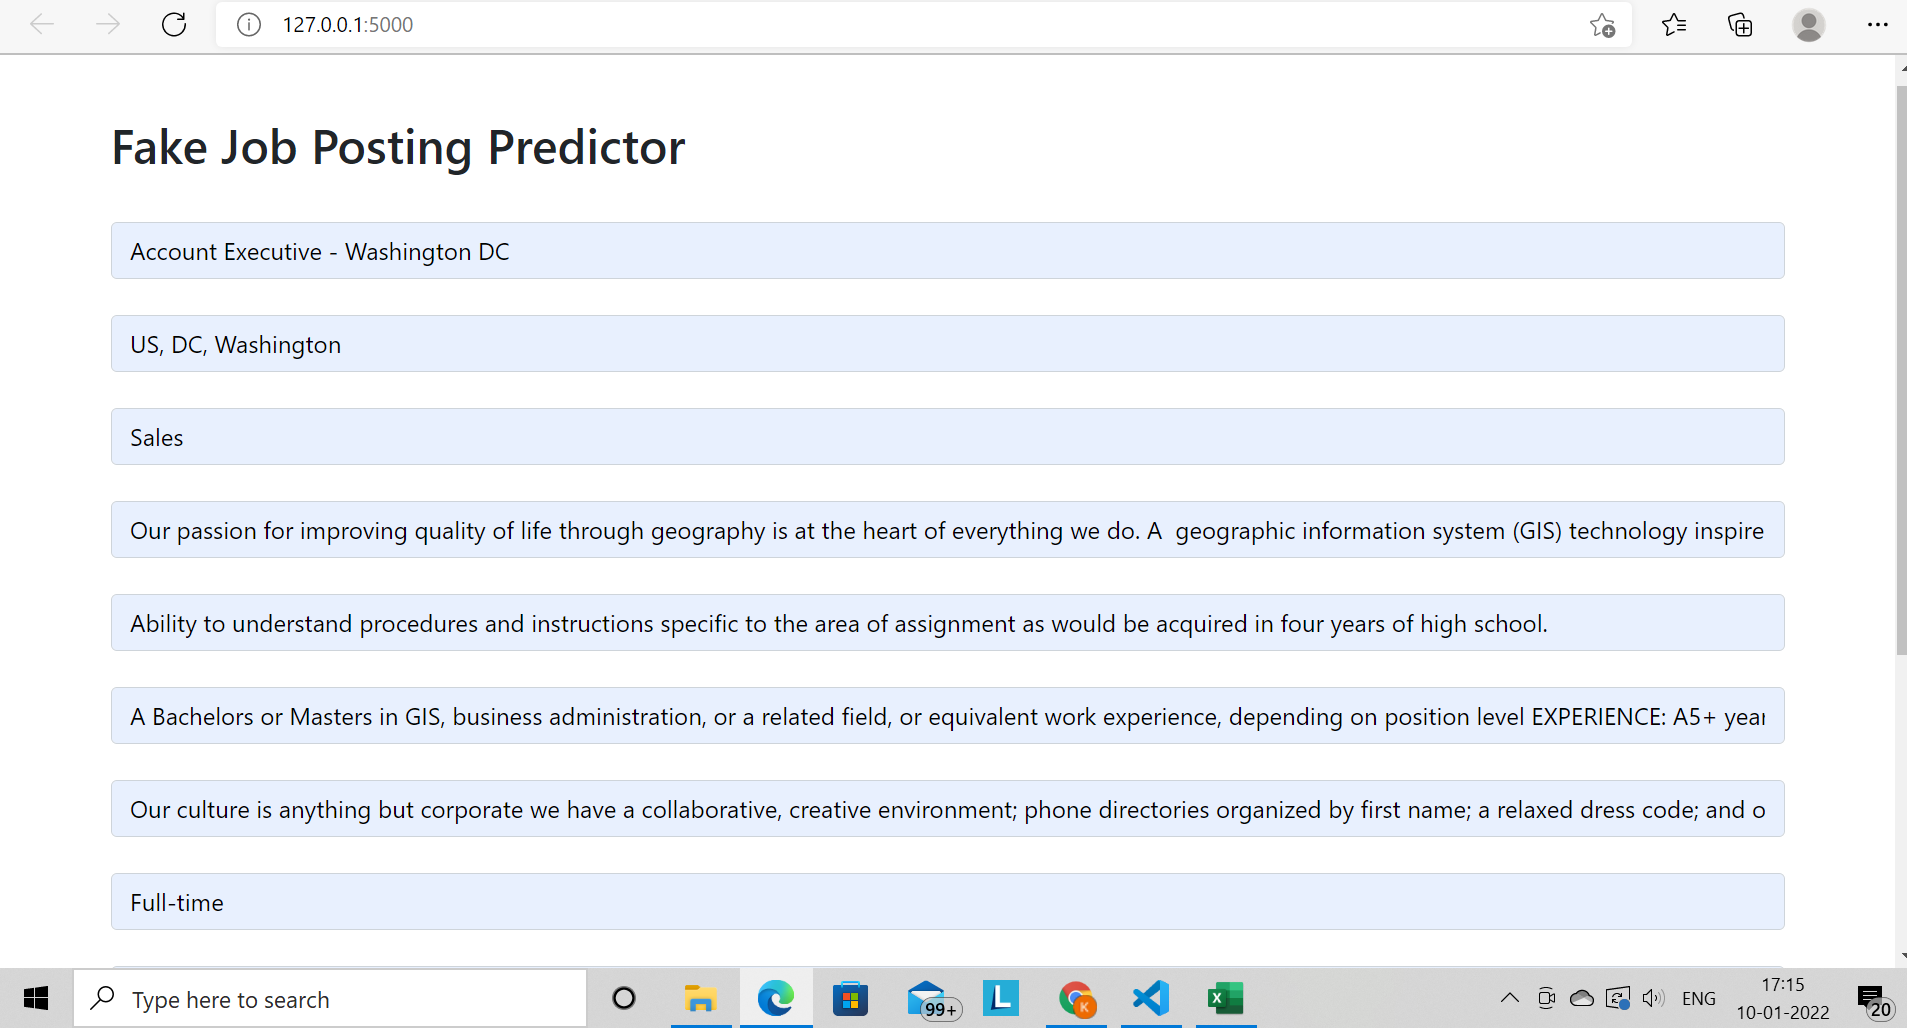 127.0.0.1:5000
Fake Job Posting Predictor
Account Executive - Washington DC
US, DC, Washington
Sales
Our passion for improving quality of life through geography is at the heart of everything we do. A  geographic information system (GIS) technology inspire
Ability to understand procedures and instructions specific to the area of assignment as would be acquired in four years of high school.
A Bachelors or Masters in GIS, business administration, or a related field, or equivalent work experience, depending on position level EXPERIENCE: A5+ year
Our culture is anything but corporate we have a collaborative, creative environment; phone directories organized by first name; a relaxed dress code; and o
Full-time
Type here to search
99+
L
K
X
ENG
17:15
10-01-2022
20